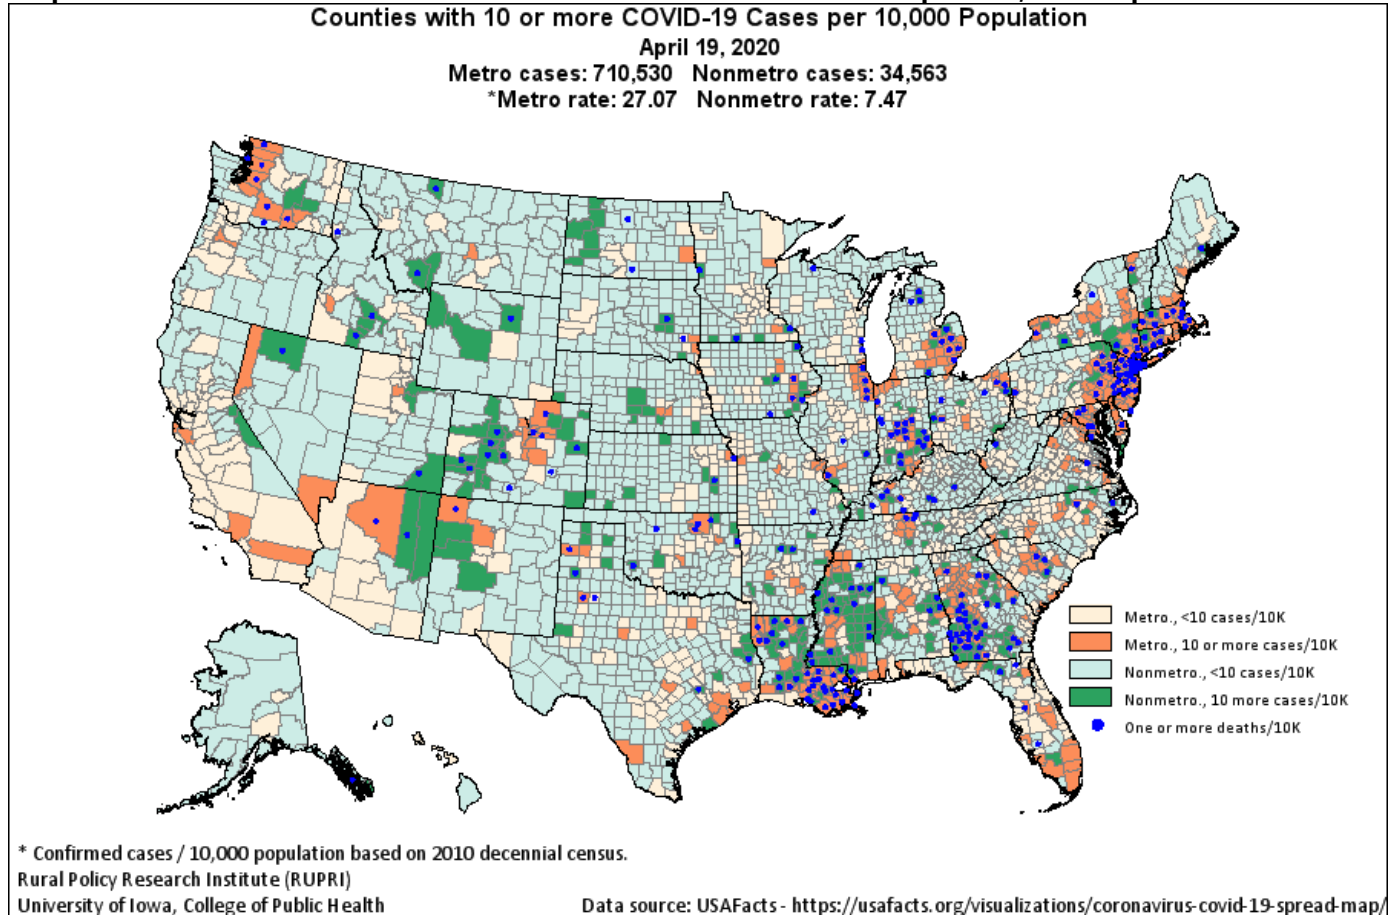 Counties with 10 or more COVID-19 Cases per 10,000 Population
April 19, 2020
Metro cases: 710,530 Nonmetro cases: 34,563
*Metro rate: 27.07 Nonmetro rate: 7.47
Metro., <10 cases/10K
Metro., 10 or more cases/10K
Nonmetro., <10 cases/10K
Nonmetro., 10 more cases/10K
One or more deaths/10K
* Confirmed cases / 10,000 population based on 2010 decennial census.
Rural Policy Research Institute (RUPRI)
University of Iowa, College of Public Health
Data source: USAFacts - https://usafacts.org/visualizations/coronavirus-covid-19-spread-map/